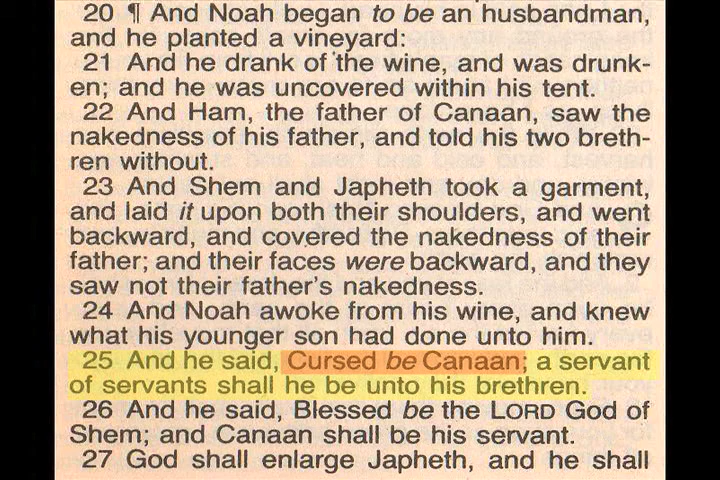 20 ¶ And Noah began to be an husbandman,
and he planted a vineyard:
21 And he drank of the wine, and was drunk-
en; and he was uncovered within his tent.
22 And Ham, the father of Canaan, saw the
nakedness of his father, and told his two breth-
ren without.
23 And Shem and Japheth took a garment,
and laid it upon both their shoulders, and went
backward, and covered the nakedness of their
father; and their faces were backward, and they
saw not their father's nakedness.
24 And Noah awoke from his wine, and knew
what his younger son had done unto him.
25 And he said, Cursed be Canaan; a servant
of servants shall he be unto his brethren.
26 And he said, Blessed be the LORD God of
Shem; and Canaan shall be his servant.
27 God shall enlarge Japheth, and he shall